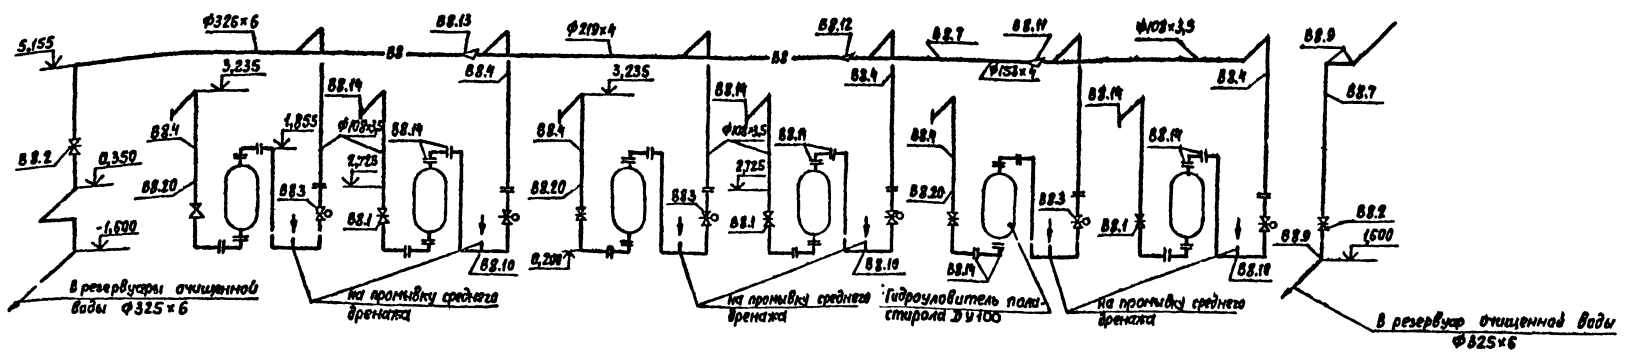 5,155
Ф325×6
В8
В8.13
Ф219×4
В8
В8.12
В8.7
В8.11
Ф108×3,5
В8.9
3,235
В8.14
В8.4
3,235
В8.14
В8.4
Ф158×4
В8.14
В8.4
В8.7
В8.2
0,350
-1,600
В8.4
В8.20
1,855
Ф108×3,5
2,725
В8.3
В8.1
В8.14
В8.10
В8.4
В8.20
0,200
Ф108×3,5
2,725
В8.3
В8.1
В8.14
В8.10
В8.4
В8.20
В8.14
В8.3
В8.1
В8.14
В8.10
В8.2
В8.9
1,600
в резервуары очищенной
воды Ф325×6
на промывку среднего
дренажа
на промывку среднего
дренажа
Гидроуловитель поли-
стирола Ду100
на промывку среднего
дренажа
в резервуар очищенной воды
Ф325×6